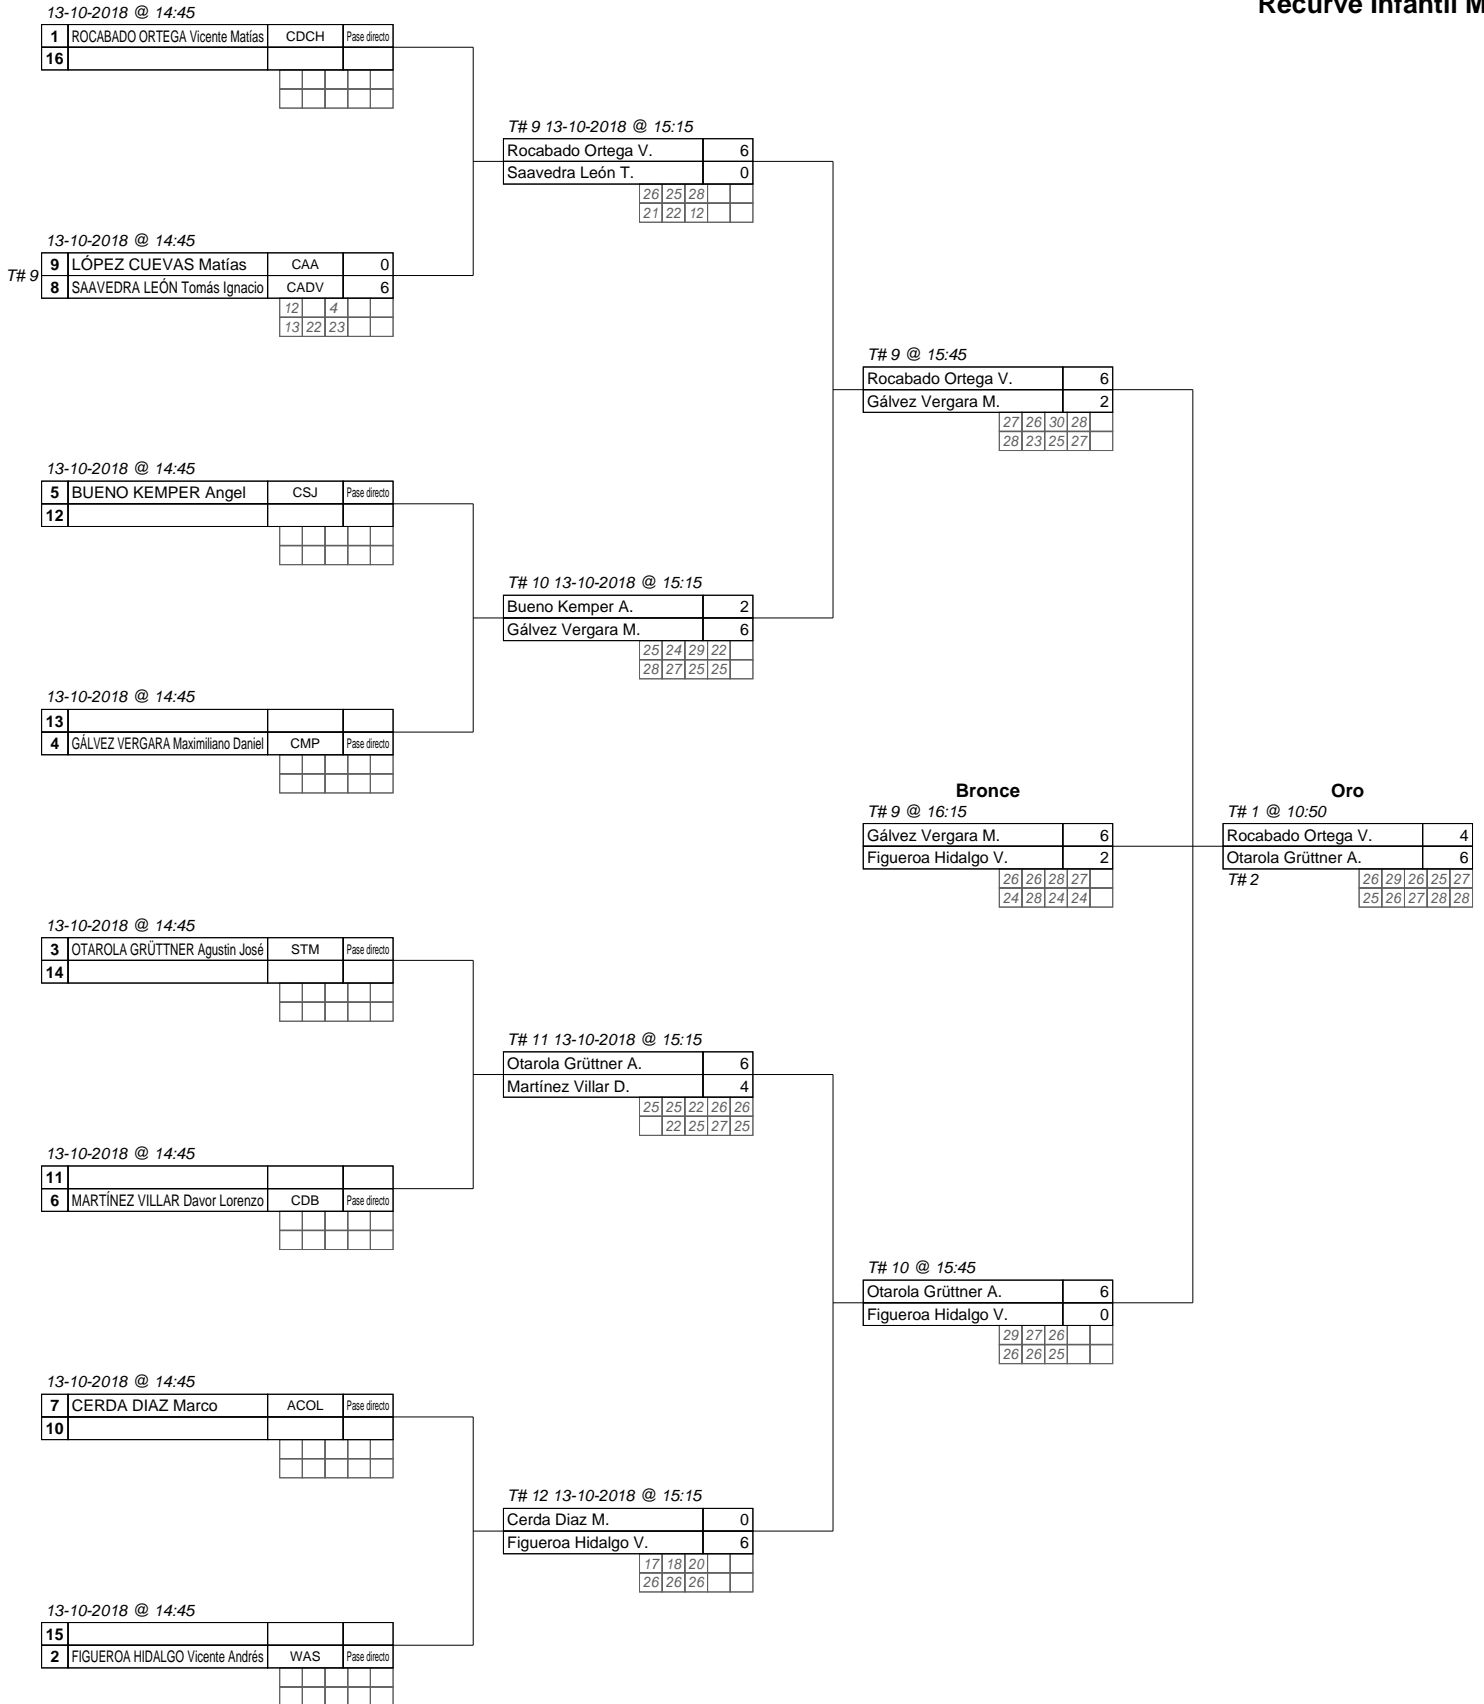 Recurve Infantil M
13-10-2018 @ 14:45
1 ROCABADO ORTEGA Vicente Matías CDCH Pase directo
16
T# 9 13-10-2018 @ 15:15
Rocabado Ortega V. 6
Saavedra León T. 0
26 25 28
21 22 12
13-10-2018 @ 14:45
T# 9
9 LÓPEZ CUEVAS Matías CAA 0
8 SAAVEDRA LEÓN Tomás Ignacio CADV 6
12 4
13 22 23
T# 9 @ 15:45
Rocabado Ortega V. 6
Gálvez Vergara M. 2
27 26 30 28
28 23 25 27
13-10-2018 @ 14:45
5 BUENO KEMPER Angel CSJ Pase directo
12
T# 10 13-10-2018 @ 15:15
Bueno Kemper A. 2
Gálvez Vergara M. 6
25 24 29 22
28 27 25 25
13-10-2018 @ 14:45
13
4 GÁLVEZ VERGARA Maximiliano Daniel CMP Pase directo
Bronce
T# 9 @ 16:15
Gálvez Vergara M. 6
Figueroa Hidalgo V. 2
26 26 28 27
24 28 24 24
Oro
T# 1 @ 10:50
Rocabado Ortega V. 4
Otarola Grüttner A. 6
T# 2 26 29 26 25 27
25 26 27 28 28
13-10-2018 @ 14:45
3 OTAROLA GRÜTTNER Agustin José STM Pase directo
14
T# 11 13-10-2018 @ 15:15
Otarola Grüttner A. 6
Martínez Villar D. 4
25 25 22 26 26
22 25 27 25
13-10-2018 @ 14:45
11
6 MARTÍNEZ VILLAR Davor Lorenzo CDB Pase directo
T# 10 @ 15:45
Otarola Grüttner A. 6
Figueroa Hidalgo V. 0
29 27 26
26 26 25
13-10-2018 @ 14:45
7 CERDA DIAZ Marco ACOL Pase directo
10
T# 12 13-10-2018 @ 15:15
Cerda Diaz M. 0
Figueroa Hidalgo V. 6
17 18 20
26 26 26
13-10-2018 @ 14:45
15
2 FIGUEROA HIDALGO Vicente Andrés WAS Pase directo